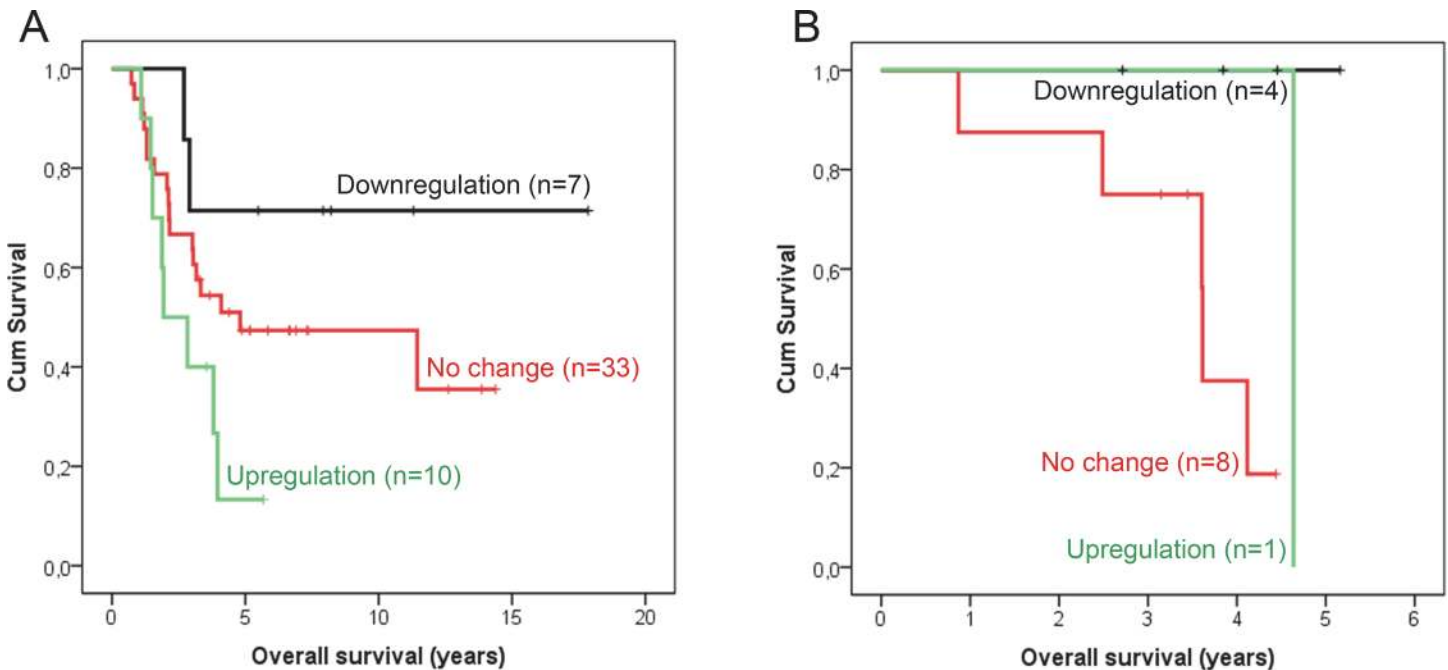 A
1,0
0,8
0,6
0,4
0,2
0,0
Cum Survival
Downregulation (n=7)
No change (n=33)
Upregulation (n=10)
0 5 10 15 20
Overall survival (years)
B
1,0
0,8
0,6
0,4
0,2
0,0
Cum Survival
Downregulation (n=4)
No change (n=8)
Upregulation (n=1)
0 1 2 3 4 5 6
Overall survival (years)